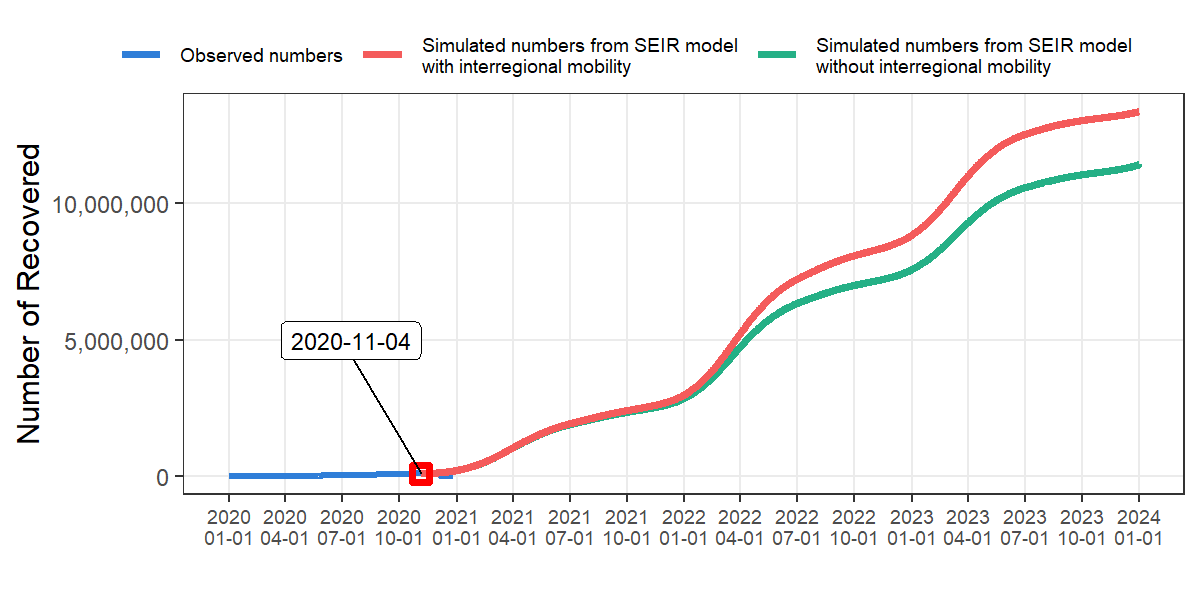 Observed numbers
Simulated numbers from SEIR model
with interregional mobility
Simulated numbers from SEIR model
without interregional mobility
Number of Recovered
10,000,000
5,000,000
0
2020-11-04
2020 2020 2020 2020 2021 2021 2021 2021 2022 2022 2022 2022 2023 2023 2023 2023 2024
01-01 04-01 07-01 10-01 01-01 04-01 07-01 10-01 01-01 04-01 07-01 10-01 01-01 04-01 07-01 10-01 01-01